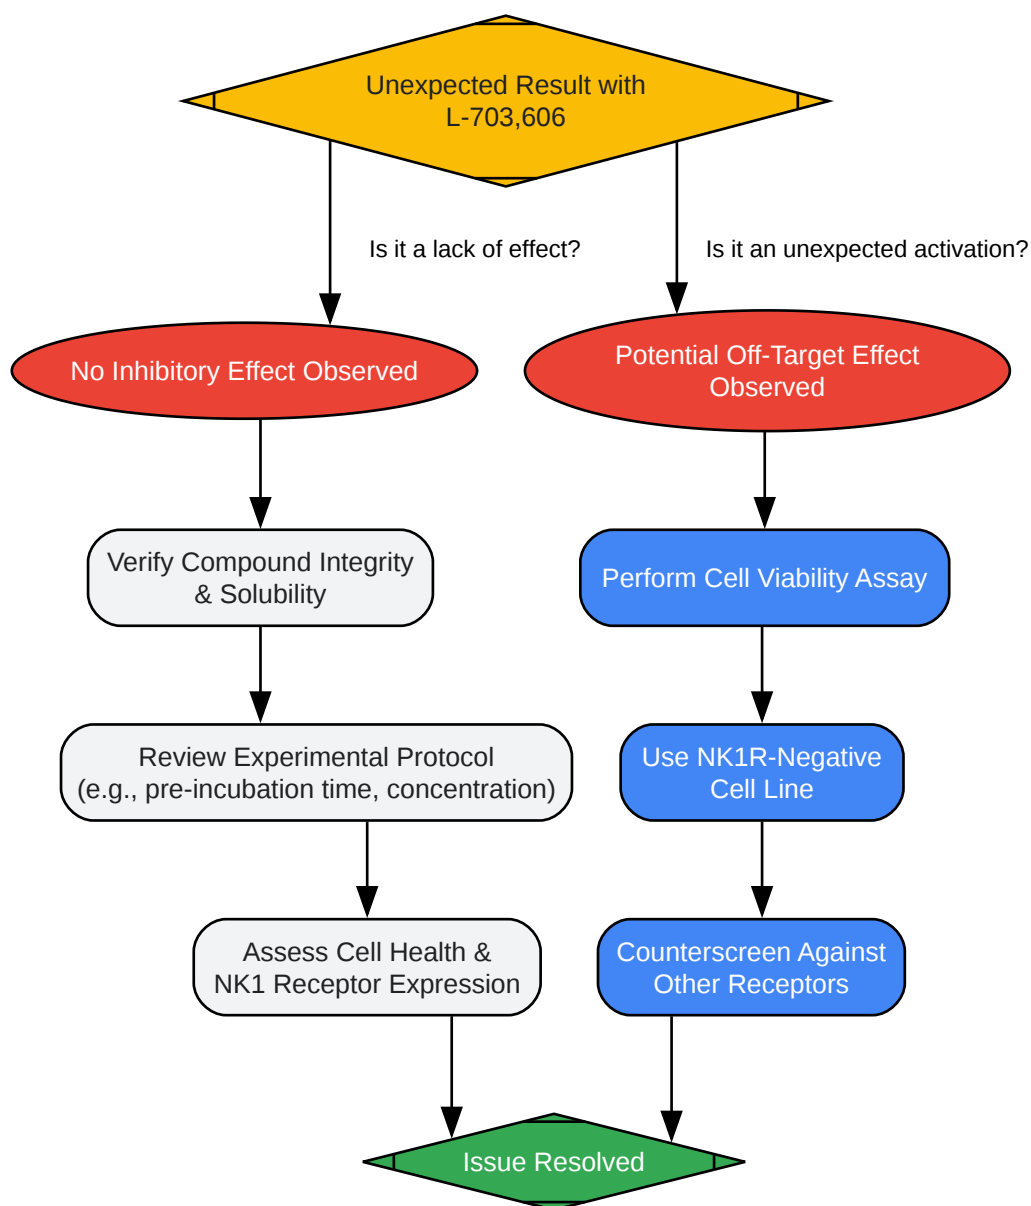 Unexpected Result with
L-703,606
Is it a lack of effect?
Is it an unexpected activation?
No Inhibitory Effect Observed
Potential Off-Target Effect
Observed
Verify Compound Integrity
& Solubility
Perform Cell Viability Assay
Review Experimental Protocol
(e.g., pre-incubation time, concentration)
Use NK1R-Negative
Cell Line
Assess Cell Health &
NK1 Receptor Expression
Counterscreen Against
Other Receptors
Issue Resolved